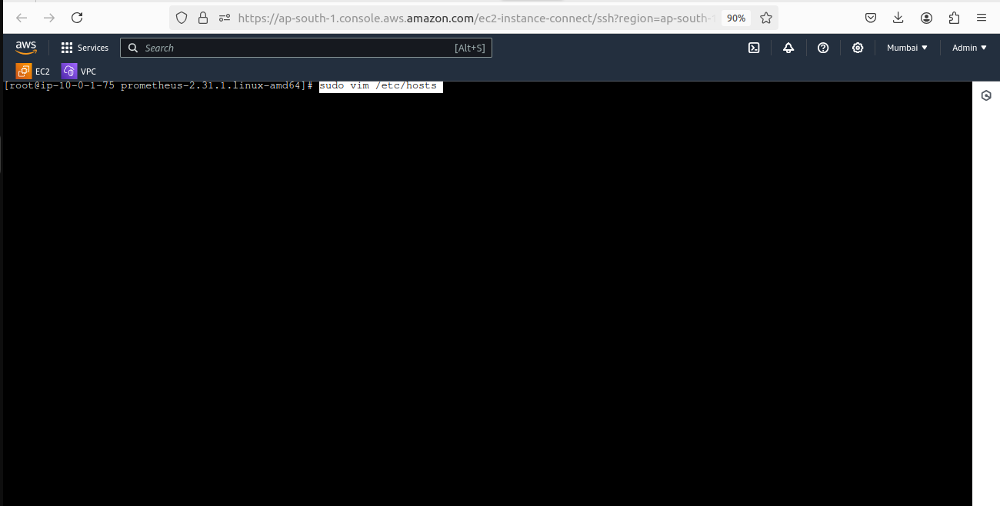 https://ap-south-1.console.aws.amazon.com/ec2-instance-connect/ssh?region=ap-south-1
90%
aws
Services
Search
[Alt+S]
Mumbai
Admin
EC2
VPC
[root@ip-10-0-1-75 prometheus-2.31.1.linux-amd64]# sudo vim /etc/hosts